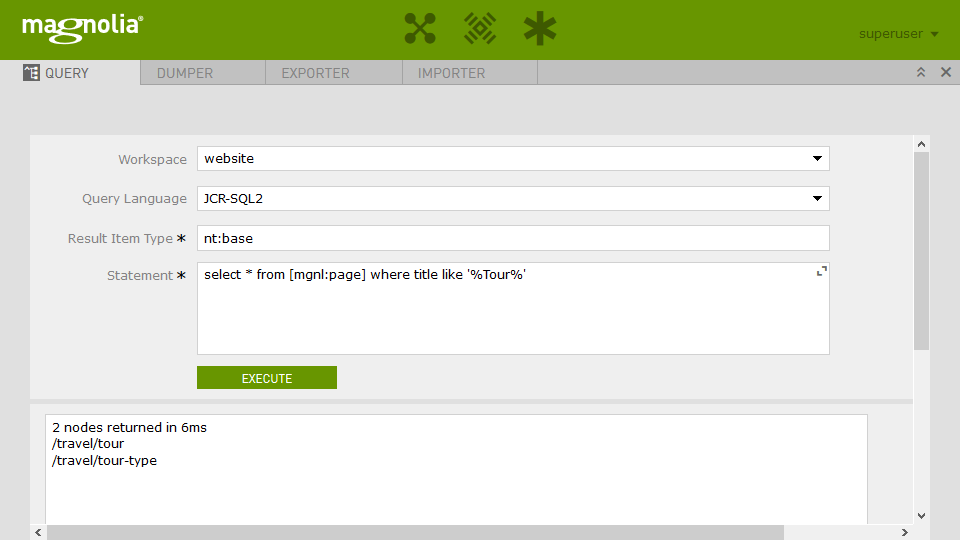 magnolia®
superuser
QUERY
DUMPER
EXPORTER
IMPORTER
Workspace website
Query Language JCR-SQL2
Result Item Type * nt:base
Statement * select * from [mgnl:page] where title like '%Tour%'
EXECUTE
2 nodes returned in 6ms
/travel/tour
/travel/tour-type